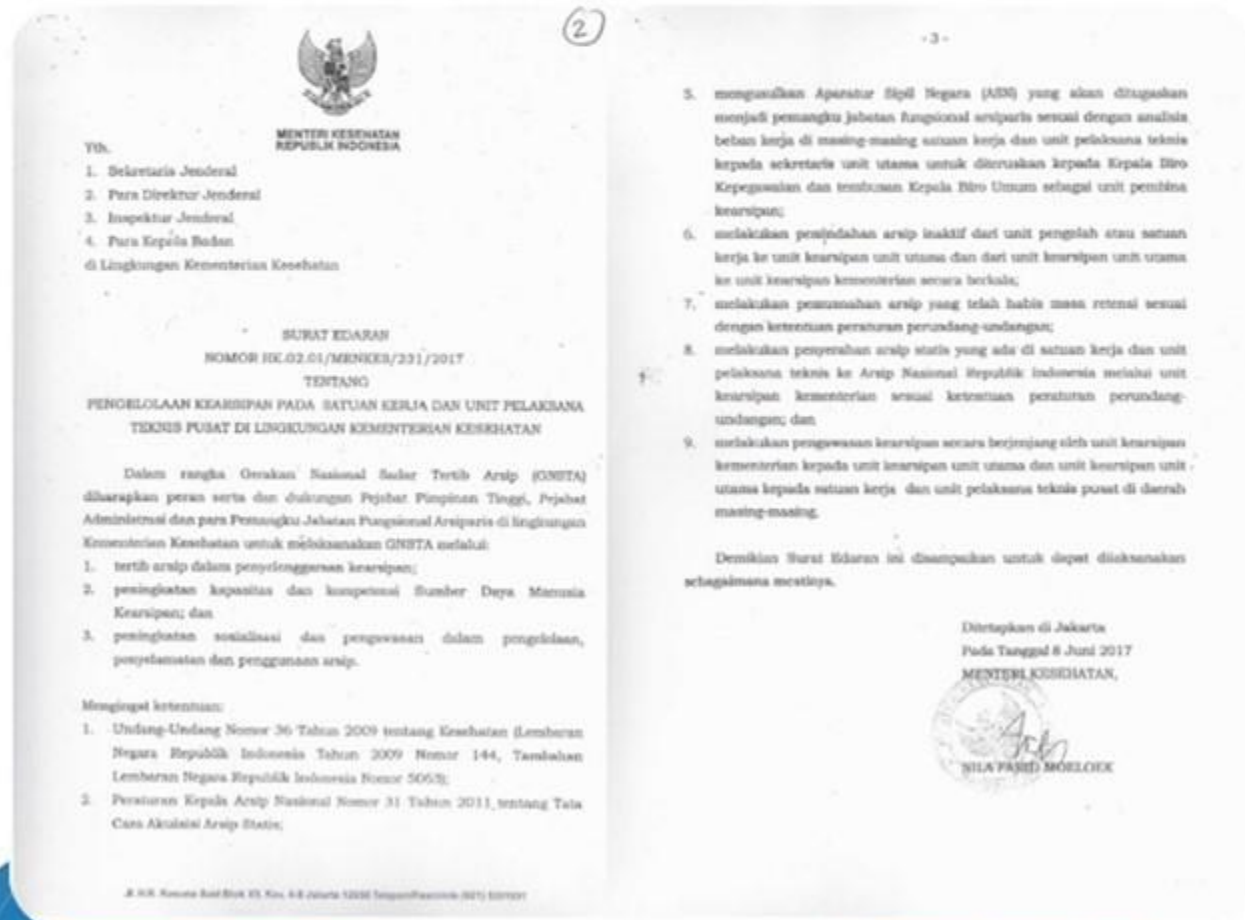 2
MENTERI KESEHATAN
REPUBLIK INDONESIA
Yth.
1. Sekretaris Jenderal
2. Para Direktur Jenderal
3. Inspektur Jenderal
4. Para Kepala Badan
di Lingkungan Kementerian Kesehatan
SURAT EDARAN
NOMOR HK.02.01/MENKES/231/2017
TENTANG
PENGELOLAAN KEARSIPAN PADA SATUAN KERJA DAN UNIT PELAKSANA
TEKNIS PUSAT DI LINGKUNGAN KEMENTERIAN KESEHATAN
Dalam rangka Gerakan Nasional Sadar Tertib Arsip (GNSTA)
diharapkan peran serta dan dukungan Pejabat Pimpinan Tinggi, Pejabat
Administrasi dan para Pemangku Jabatan Fungsional Arsiparis di lingkungan
Kementerian Kesehatan untuk melaksanakan GNSTA melalui:
1. tertib arsip dalam penyelenggaraan kearsipan;
2. peningkatan kapasitas dan kompetensi Sumber Daya Manusia
Kearsipan; dan
3. peningkatan sosialisasi dan pengawasan dalam pengelolaan,
penyelamatan dan penggunaan arsip.
Mengingat ketentuan:
1. Undang-Undang Nomor 36 Tahun 2009 tentang Kesehatan (Lembaran
Negara Republik Indonesia Tahun 2009 Nomor 144, Tambahan
Lembaran Negara Republik Indonesia Nomor 5063);
2. Peraturan Kepala Arsip Nasional Nomor 31 Tahun 2011 tentang Tata
Cara Akuisisi Arsip Statis;
-3-
5. mengusulkan Aparatur Sipil Negara (ASN) yang akan ditugaskan
menjadi pemangku jabatan fungsional arsiparis sesuai dengan analisis
beban kerja di masing-masing satuan kerja dan unit pelaksana teknis
kepada sekretaris unit utama untuk diteruskan kepada Kepala Biro
Kepegawaian dan tembusan Kepala Biro Umum sebagai unit pembina
kearsipan;
6. melakukan pemindahan arsip inaktif dari unit pengolah atau satuan
kerja ke unit kearsipan unit utama dan dari unit kearsipan unit utama
ke unit kearsipan kementerian secara berkala;
7. melakukan pemusnahan arsip yang telah habis masa retensi sesuai
dengan ketentuan peraturan perundang-undangan;
8. melakukan penyerahan arsip statis yang ada di satuan kerja dan unit
pelaksana teknis ke Arsip Nasional Republik Indonesia melalui unit
kearsipan kementerian sesuai ketentuan peraturan perundang-
undangan; dan
9. melakukan pengawasan kearsipan secara berjenjang oleh unit kearsipan
kementerian kepada unit kearsipan unit utama dan unit kearsipan unit
utama kepada satuan kerja dan unit pelaksana teknis pusat di daerah
masing-masing.
Demikian Surat Edaran ini disampaikan untuk dapat dilaksanakan
sebagaimana mestinya.
Ditetapkan di Jakarta
Pada Tanggal 8 Juni 2017
MENTERI KESEHATAN,
NILA FARID MOELOEK